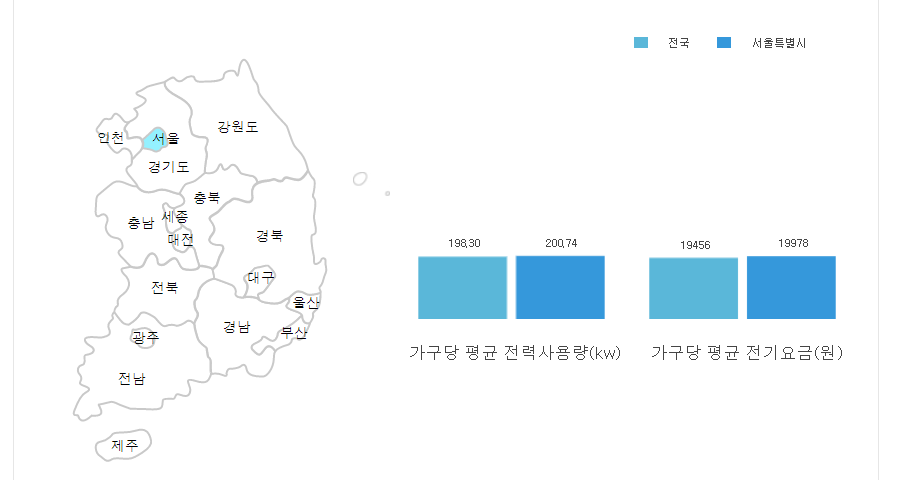 전국 서울특별시
강원도
인천 서울
경기도
충북
세종
충남
대전
경북
대구
전북
울산
경남
부산
광주
전남
제주
198.30 200.74
19456 19978
가구당 평균 전력사용량(kw) 가구당 평균 전기요금(원)